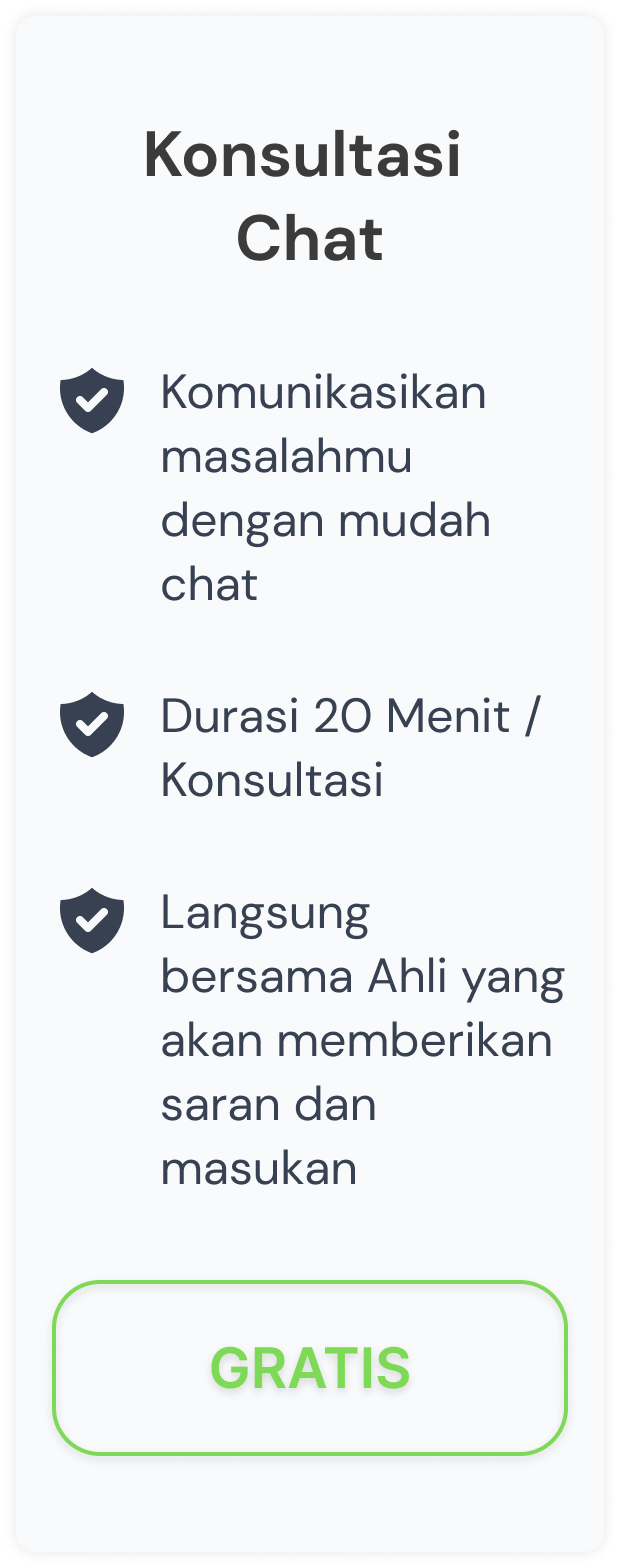 Konsultasi
Chat
Komunikasikan
masalahmu
dengan mudah
chat
Durasi 20 Menit /
Konsultasi
Langsung
bersama Ahli yang
akan memberikan
saran dan
masukan
GRATIS